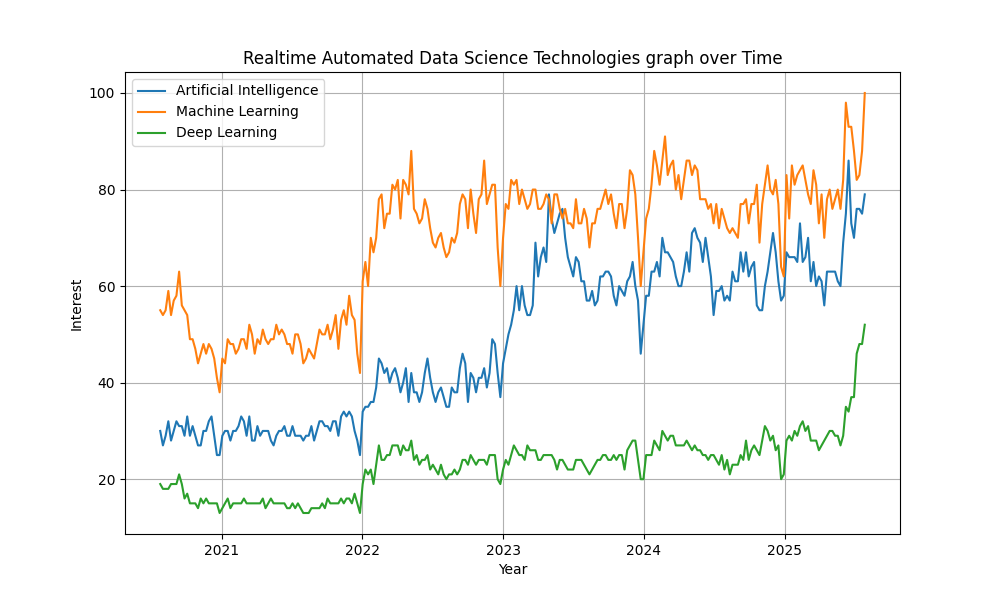 Realtime Automated Data Science Technologies graph over Time
Artificial Intelligence
Machine Learning
Deep Learning
100
80
60
40
20
Interest
2021 2022 2023 2024 2025
Year